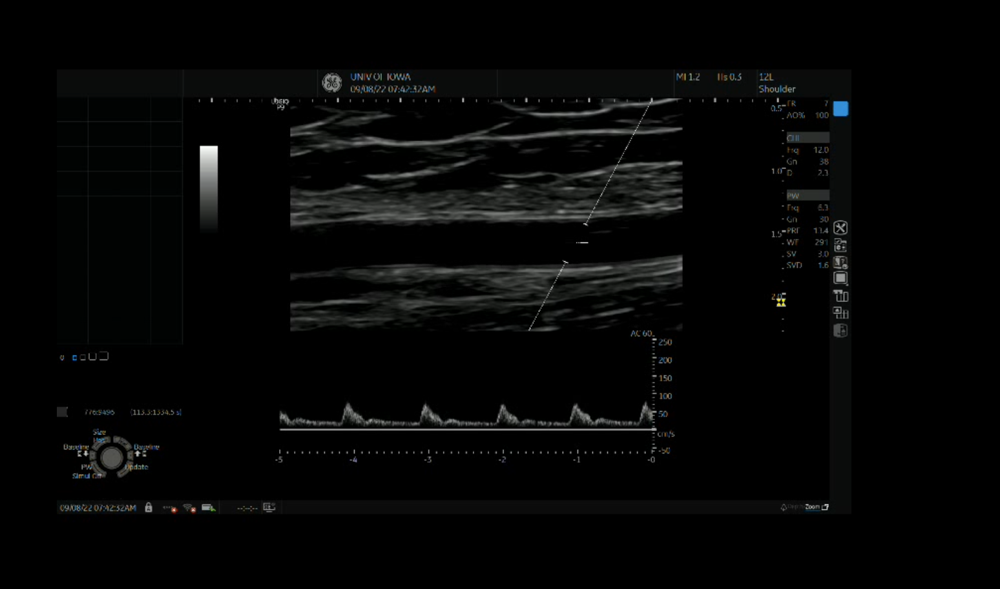 UNIV OF IOWA
09/08/22 07:42:32AM
MI 1.2
TIs 0.3
12L
Shoulder
FR 7
AO% 100
CHI
Frq 12.0
Gn 38
D 2.3
PW
Frq 6.3
Gn 30
PRF 13.4
WF 291
SV 3.0
SVD 1.6
0.5
1.0
1.5
2.0
AC 60
250
200
150
100
50
cm/s
-50
-5 -4 -3 -2 -1 -0
0
776:9496 (113.3:1334.5 s)
Size
Baseline Baseline
PW Update
Simul Off
09/08/22 07:42:32AM
--:--:--
Zoom